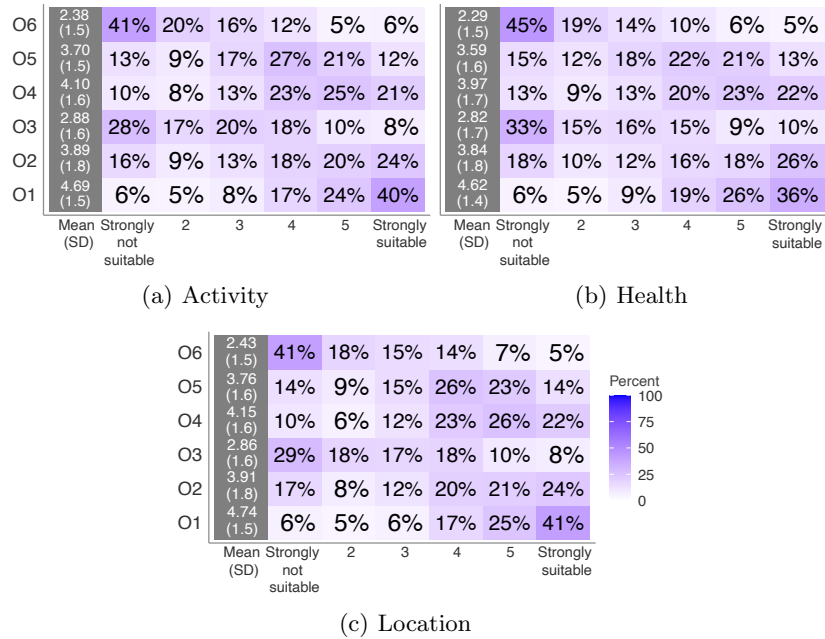 O6 2.38 (1.5) 41% 20% 16% 12% 5% 6%
O5 3.70 (1.5) 13% 9% 17% 27% 21% 12%
O4 4.10 (1.6) 10% 8% 13% 23% 25% 21%
O3 2.88 (1.6) 28% 17% 20% 18% 10% 8%
O2 3.89 (1.8) 16% 9% 13% 18% 20% 24%
O1 4.69 (1.5) 6% 5% 8% 17% 24% 40%
Mean (SD) Strongly not suitable 2 3 4 5 Strongly suitable
(a) Activity
O6 2.29 (1.5) 45% 19% 14% 10% 6% 5%
O5 3.59 (1.6) 15% 12% 18% 22% 21% 13%
O4 3.97 (1.7) 13% 9% 13% 20% 23% 22%
O3 2.82 (1.7) 33% 15% 16% 15% 9% 10%
O2 3.84 (1.8) 18% 10% 12% 16% 18% 26%
O1 4.62 (1.4) 6% 5% 9% 19% 26% 36%
Mean (SD) Strongly not suitable 2 3 4 5 Strongly suitable
(b) Health
O6 2.43 (1.5) 41% 18% 15% 14% 7% 5%
O5 3.76 (1.6) 14% 9% 15% 26% 23% 14%
O4 4.15 (1.6) 10% 6% 12% 23% 26% 22%
O3 2.86 (1.6) 29% 18% 17% 18% 10% 8%
O2 3.91 (1.8) 17% 8% 12% 20% 21% 24%
O1 4.74 (1.5) 6% 5% 6% 17% 25% 41%
Mean (SD) Strongly not suitable 2 3 4 5 Strongly suitable
Percent
100
75
50
25
0
(c) Location